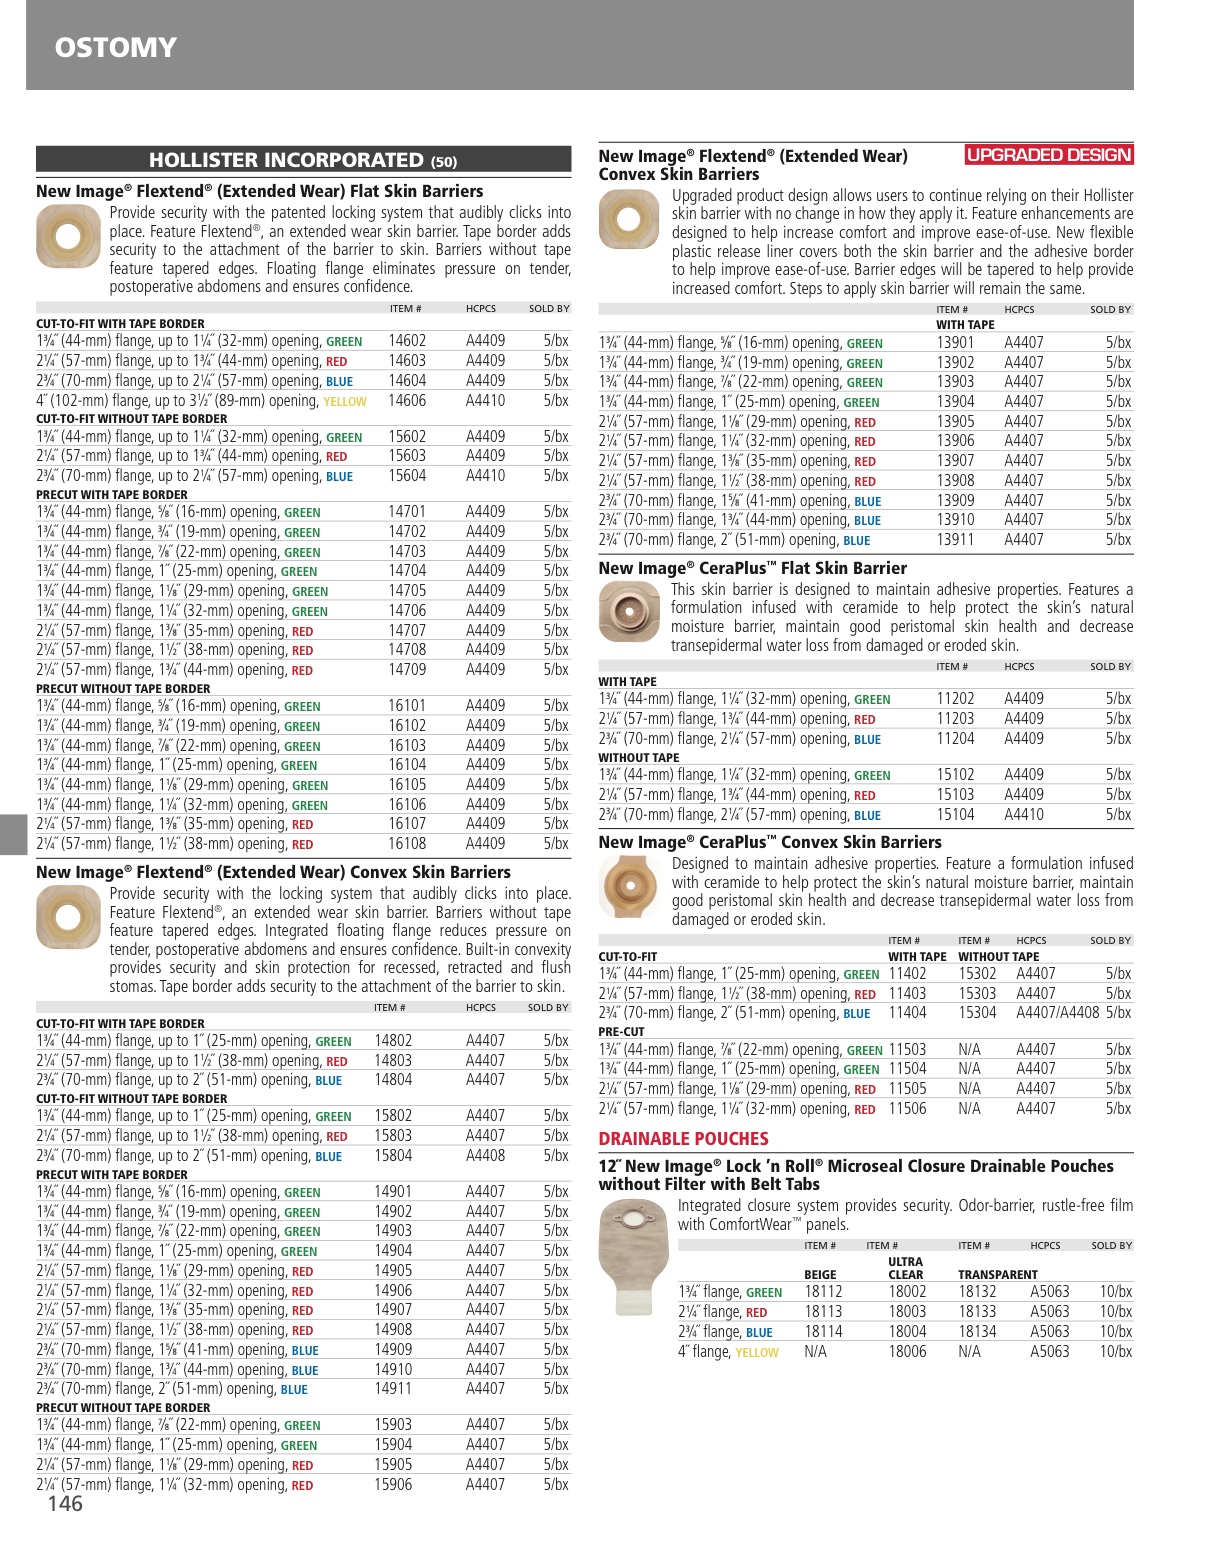 OSTOMY
HOLLISTER INCORPORATED (50)
New Image® Flextend® (Extended Wear) Flat Skin Barriers
Provide security with the patented locking system that audibly clicks into
place. Feature Flextend®, an extended wear skin barrier. Tape border adds
security to the attachment of the barrier to skin. Barriers without tape
feature tapered edges. Floating flange eliminates pressure on tender,
postoperative abdomens and ensures confidence.
ITEM # HCPCS SOLD BY
CUT-TO-FIT WITH TAPE BORDER
1¾˝ (44-mm) flange, up to 1¼˝ (32-mm) opening, GREEN 14602 A4409 5/bx
2¼˝ (57-mm) flange, up to 1¾˝ (44-mm) opening, RED 14603 A4409 5/bx
2¾˝ (70-mm) flange, up to 2¼˝ (57-mm) opening, BLUE 14604 A4409 5/bx
4˝ (102-mm) flange, up to 3½˝ (89-mm) opening, YELLOW 14606 A4410 5/bx
CUT-TO-FIT WITHOUT TAPE BORDER
1¾˝ (44-mm) flange, up to 1¼˝ (32-mm) opening, GREEN 15602 A4409 5/bx
2¼˝ (57-mm) flange, up to 1¾˝ (44-mm) opening, RED 15603 A4409 5/bx
2¾˝ (70-mm) flange, up to 2¼˝ (57-mm) opening, BLUE 15604 A4410 5/bx
PRECUT WITH TAPE BORDER
1¾˝ (44-mm) flange, ⅝˝ (16-mm) opening, GREEN 14701 A4409 5/bx
1¾˝ (44-mm) flange, ¾˝ (19-mm) opening, GREEN 14702 A4409 5/bx
1¾˝ (44-mm) flange, ⅞˝ (22-mm) opening, GREEN 14703 A4409 5/bx
1¾˝ (44-mm) flange, 1˝ (25-mm) opening, GREEN 14704 A4409 5/bx
1¾˝ (44-mm) flange, 1⅛˝ (29-mm) opening, GREEN 14705 A4409 5/bx
1¾˝ (44-mm) flange, 1¼˝ (32-mm) opening, GREEN 14706 A4409 5/bx
2¼˝ (57-mm) flange, 1⅜˝ (35-mm) opening, RED 14707 A4409 5/bx
2¼˝ (57-mm) flange, 1½˝ (38-mm) opening, RED 14708 A4409 5/bx
2¼˝ (57-mm) flange, 1¾˝ (44-mm) opening, RED 14709 A4409 5/bx
PRECUT WITHOUT TAPE BORDER
1¾˝ (44-mm) flange, ⅝˝ (16-mm) opening, GREEN 16101 A4409 5/bx
1¾˝ (44-mm) flange, ¾˝ (19-mm) opening, GREEN 16102 A4409 5/bx
1¾˝ (44-mm) flange, ⅞˝ (22-mm) opening, GREEN 16103 A4409 5/bx
1¾˝ (44-mm) flange, 1˝ (25-mm) opening, GREEN 16104 A4409 5/bx
1¾˝ (44-mm) flange, 1⅛˝ (29-mm) opening, GREEN 16105 A4409 5/bx
1¾˝ (44-mm) flange, 1¼˝ (32-mm) opening, GREEN 16106 A4409 5/bx
2¼˝ (57-mm) flange, 1⅜˝ (35-mm) opening, RED 16107 A4409 5/bx
2¼˝ (57-mm) flange, 1½˝ (38-mm) opening, RED 16108 A4409 5/bx
New Image® Flextend® (Extended Wear) Convex Skin Barriers
Provide security with the locking system that audibly clicks into place.
Feature Flextend®, an extended wear skin barrier. Barriers without tape
feature tapered edges. Integrated floating flange reduces pressure on
tender, postoperative abdomens and ensures confidence. Built-in convexity
provides security and skin protection for recessed, retracted and flush
stomas. Tape border adds security to the attachment of the barrier to skin.
ITEM # HCPCS SOLD BY
CUT-TO-FIT WITH TAPE BORDER
1¾˝ (44-mm) flange, up to 1˝ (25-mm) opening, GREEN 14802 A4407 5/bx
2¼˝ (57-mm) flange, up to 1½˝ (38-mm) opening, RED 14803 A4407 5/bx
2¾˝ (70-mm) flange, up to 2˝ (51-mm) opening, BLUE 14804 A4407 5/bx
CUT-TO-FIT WITHOUT TAPE BORDER
1¾˝ (44-mm) flange, up to 1˝ (25-mm) opening, GREEN 15802 A4407 5/bx
2¼˝ (57-mm) flange, up to 1½˝ (38-mm) opening, RED 15803 A4407 5/bx
2¾˝ (70-mm) flange, up to 2˝ (51-mm) opening, BLUE 15804 A4408 5/bx
PRECUT WITH TAPE BORDER
1¾˝ (44-mm) flange, ⅝˝ (16-mm) opening, GREEN 14901 A4407 5/bx
1¾˝ (44-mm) flange, ¾˝ (19-mm) opening, GREEN 14902 A4407 5/bx
1¾˝ (44-mm) flange, ⅞˝ (22-mm) opening, GREEN 14903 A4407 5/bx
1¾˝ (44-mm) flange, 1˝ (25-mm) opening, GREEN 14904 A4407 5/bx
2¼˝ (57-mm) flange, 1⅛˝ (29-mm) opening, RED 14905 A4407 5/bx
2¼˝ (57-mm) flange, 1¼˝ (32-mm) opening, RED 14906 A4407 5/bx
2¼˝ (57-mm) flange, 1⅜˝ (35-mm) opening, RED 14907 A4407 5/bx
2¼˝ (57-mm) flange, 1½˝ (38-mm) opening, RED 14908 A4407 5/bx
2¾˝ (70-mm) flange, 1⅝˝ (41-mm) opening, BLUE 14909 A4407 5/bx
2¾˝ (70-mm) flange, 1¾˝ (44-mm) opening, BLUE 14910 A4407 5/bx
2¾˝ (70-mm) flange, 2˝ (51-mm) opening, BLUE 14911 A4407 5/bx
PRECUT WITHOUT TAPE BORDER
1¾˝ (44-mm) flange, ⅞˝ (22-mm) opening, GREEN 15903 A4407 5/bx
1¾˝ (44-mm) flange, 1˝ (25-mm) opening, GREEN 15904 A4407 5/bx
2¼˝ (57-mm) flange, 1⅛˝ (29-mm) opening, RED 15905 A4407 5/bx
2¼˝ (57-mm) flange, 1¼˝ (32-mm) opening, RED 15906 A4407 5/bx
146
New Image® Flextend® (Extended Wear) UPGRADED DESIGN
Convex Skin Barriers
Upgraded product design allows users to continue relying on their Hollister
skin barrier with no change in how they apply it. Feature enhancements are
designed to help increase comfort and improve ease-of-use. New flexible
plastic release liner covers both the skin barrier and the adhesive border
to help improve ease-of-use. Barrier edges will be tapered to help provide
increased comfort. Steps to apply skin barrier will remain the same.
ITEM # HCPCS SOLD BY
WITH TAPE
1¾˝ (44-mm) flange, ⅝˝ (16-mm) opening, GREEN 13901 A4407 5/bx
1¾˝ (44-mm) flange, ¾˝ (19-mm) opening, GREEN 13902 A4407 5/bx
1¾˝ (44-mm) flange, ⅞˝ (22-mm) opening, GREEN 13903 A4407 5/bx
1¾˝ (44-mm) flange, 1˝ (25-mm) opening, GREEN 13904 A4407 5/bx
2¼˝ (57-mm) flange, 1⅛˝ (29-mm) opening, RED 13905 A4407 5/bx
2¼˝ (57-mm) flange, 1¼˝ (32-mm) opening, RED 13906 A4407 5/bx
2¼˝ (57-mm) flange, 1⅜˝ (35-mm) opening, RED 13907 A4407 5/bx
2¼˝ (57-mm) flange, 1½˝ (38-mm) opening, RED 13908 A4407 5/bx
2¾˝ (70-mm) flange, 1⅝˝ (41-mm) opening, BLUE 13909 A4407 5/bx
2¾˝ (70-mm) flange, 1¾˝ (44-mm) opening, BLUE 13910 A4407 5/bx
2¾˝ (70-mm) flange, 2˝ (51-mm) opening, BLUE 13911 A4407 5/bx
New Image® CeraPlus™ Flat Skin Barrier
This skin barrier is designed to maintain adhesive properties. Features a
formulation infused with ceramide to help protect the skin’s natural
moisture barrier, maintain good peristomal skin health and decrease
transepidermal water loss from damaged or eroded skin.
ITEM # HCPCS SOLD BY
WITH TAPE
1¾˝ (44-mm) flange, 1¼˝ (32-mm) opening, GREEN 11202 A4409 5/bx
2¼˝ (57-mm) flange, 1¾˝ (44-mm) opening, RED 11203 A4409 5/bx
2¾˝ (70-mm) flange, 2¼˝ (57-mm) opening, BLUE 11204 A4409 5/bx
WITHOUT TAPE
1¾˝ (44-mm) flange, 1¼˝ (32-mm) opening, GREEN 15102 A4409 5/bx
2¼˝ (57-mm) flange, 1¾˝ (44-mm) opening, RED 15103 A4409 5/bx
2¾˝ (70-mm) flange, 2¼˝ (57-mm) opening, BLUE 15104 A4410 5/bx
New Image® CeraPlus™ Convex Skin Barriers
Designed to maintain adhesive properties. Feature a formulation infused
with ceramide to help protect the skin’s natural moisture barrier, maintain
good peristomal skin health and decrease transepidermal water loss from
damaged or eroded skin.
ITEM # ITEM # HCPCS SOLD BY
CUT-TO-FIT WITH TAPE WITHOUT TAPE
1¾˝ (44-mm) flange, 1˝ (25-mm) opening, GREEN 11402 15302 A4407 5/bx
2¼˝ (57-mm) flange, 1½˝ (38-mm) opening, RED 11403 15303 A4407 5/bx
2¾˝ (70-mm) flange, 2˝ (51-mm) opening, BLUE 11404 15304 A4407/A4408 5/bx
PRE-CUT
1¾˝ (44-mm) flange, ⅞˝ (22-mm) opening, GREEN 11503 N/A A4407 5/bx
1¾˝ (44-mm) flange, 1˝ (25-mm) opening, GREEN 11504 N/A A4407 5/bx
2¼˝ (57-mm) flange, 1⅛˝ (29-mm) opening, RED 11505 N/A A4407 5/bx
2¼˝ (57-mm) flange, 1¼˝ (32-mm) opening, RED 11506 N/A A4407 5/bx
DRAINABLE POUCHES
12˝ New Image® Lock ’n Roll® Microseal Closure Drainable Pouches
without Filter with Belt Tabs
Integrated closure system provides security. Odor-barrier, rustle-free film
with ComfortWear™ panels.
ITEM # ITEM # ITEM # HCPCS SOLD BY
ULTRA
BEIGE CLEAR TRANSPARENT
1¾˝ flange, GREEN 18112 18002 18132 A5063 10/bx
2¼˝ flange, RED 18113 18003 18133 A5063 10/bx
2¾˝ flange, BLUE 18114 18004 18134 A5063 10/bx
4˝ flange, YELLOW N/A 18006 N/A A5063 10/bx